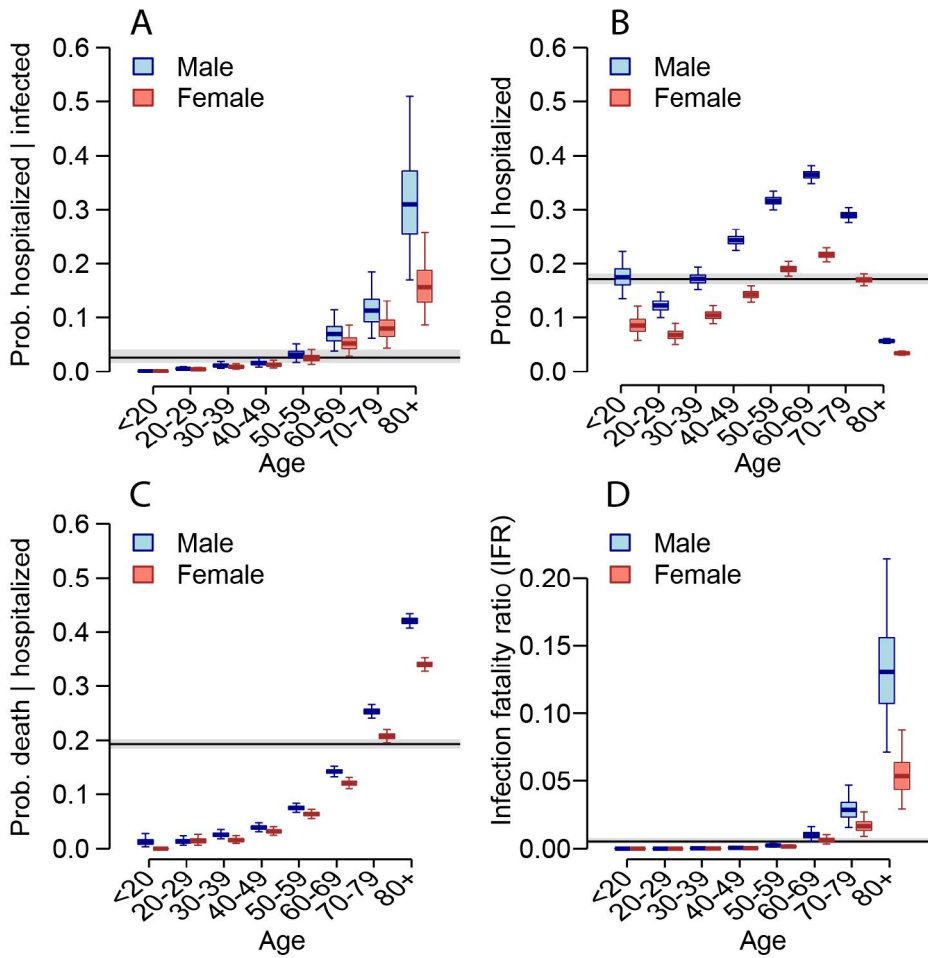 A
Prob. hospitalized | infected
0.6
0.5
0.4
0.3
0.2
0.1
0.0
Male
Female
<20
20-29
30-39
40-49
50-59
60-69
70-79
80+
Age
B
Prob ICU | hospitalized
0.6
0.5
0.4
0.3
0.2
0.1
0.0
Male
Female
<20
20-29
30-39
40-49
50-59
60-69
70-79
80+
Age
C
Prob. death | hospitalized
0.6
0.5
0.4
0.3
0.2
0.1
0.0
Male
Female
<20
20-29
30-39
40-49
50-59
60-69
70-79
80+
Age
D
Infection fatality ratio (IFR)
0.20
0.15
0.10
0.05
0.00
Male
Female
<20
20-29
30-39
40-49
50-59
60-69
70-79
80+
Age